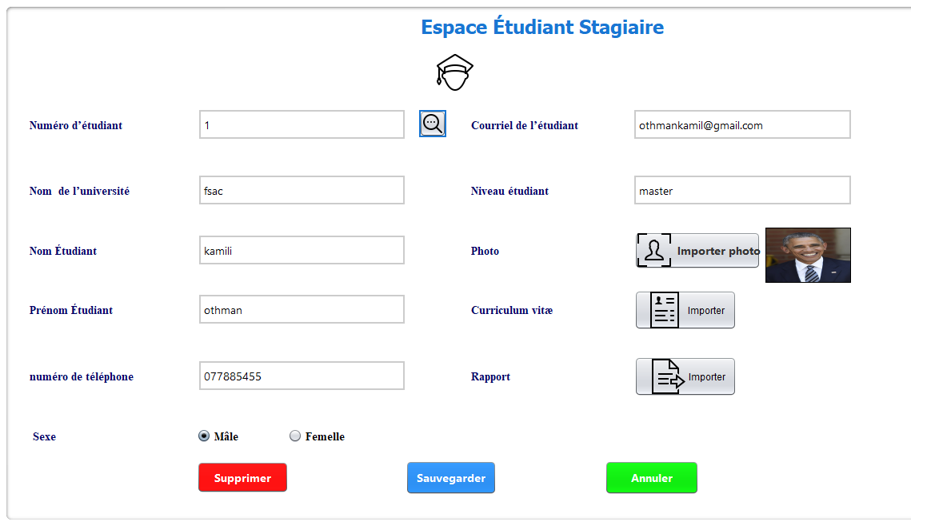 Espace Étudiant Stagiaire
Numéro d'étudiant 1 Courriel de l'étudiant othmankamil@gmail.com
Nom de l'université fsac Niveau étudiant master
Nom Étudiant kamili Photo Importer photo
Prénom Étudiant othman Curriculum vitæ Importer
numéro de téléphone 077885455 Rapport Importer
Sexe Mâle Femelle
Supprimer Sauvegarder Annuler